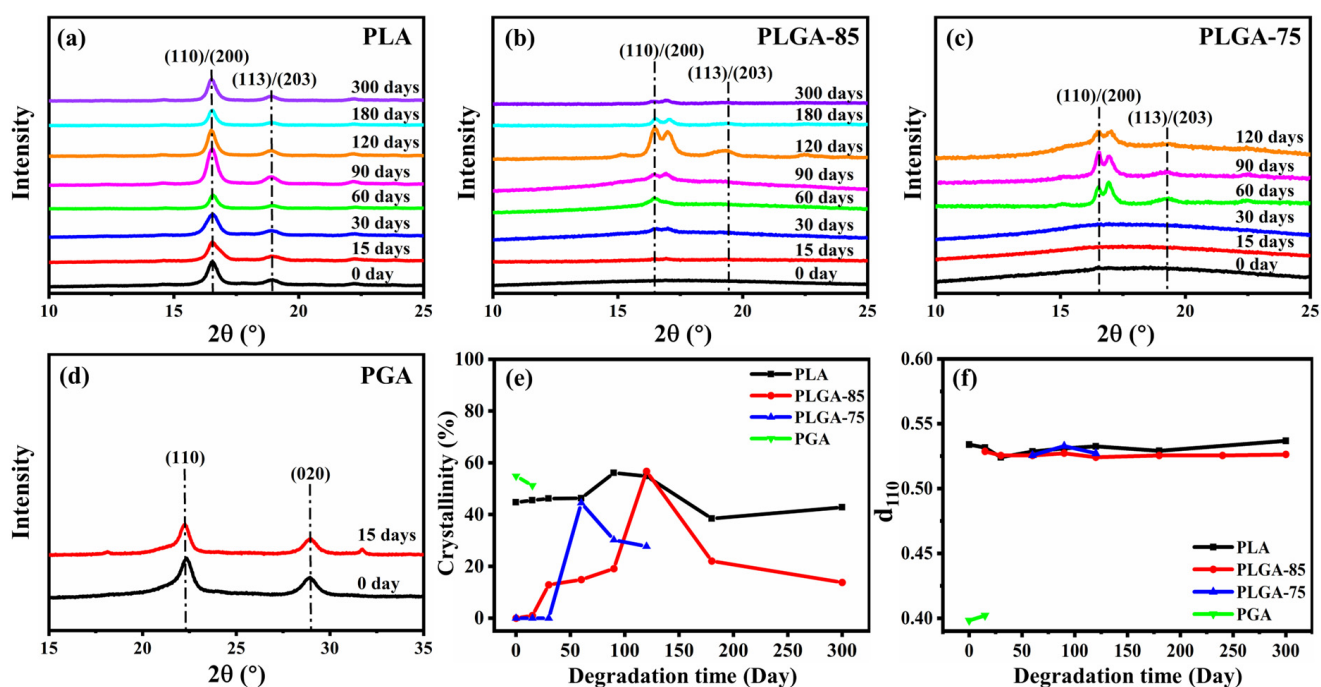 (a)
PLA
(110)/(200)
(113)/(203)
300 days
180 days
120 days
90 days
60 days
30 days
15 days
0 day
Intensity
10
15
20
25
2θ (°)
(b)
PLGA-85
(110)/(200)
(113)/(203)
300 days
180 days
120 days
90 days
60 days
30 days
15 days
0 day
Intensity
10
15
20
25
2θ (°)
(c)
PLGA-75
(110)/(200)
(113)/(203)
120 days
90 days
60 days
30 days
15 days
0 day
Intensity
10
15
20
25
2θ (°)
(d)
PGA
(110)
(020)
15 days
0 day
Intensity
15
20
25
30
35
2θ (°)
(e)
PLA
PLGA-85
PLGA-75
PGA
Crystallinity (%)
100
80
60
40
20
0
0
50
100
150
200
250
300
Degradation time (Day)
(f)
PLA
PLGA-85
PLGA-75
PGA
d110
0.60
0.55
0.50
0.45
0.40
0
50
100
150
200
250
300
Degradation time (Day)